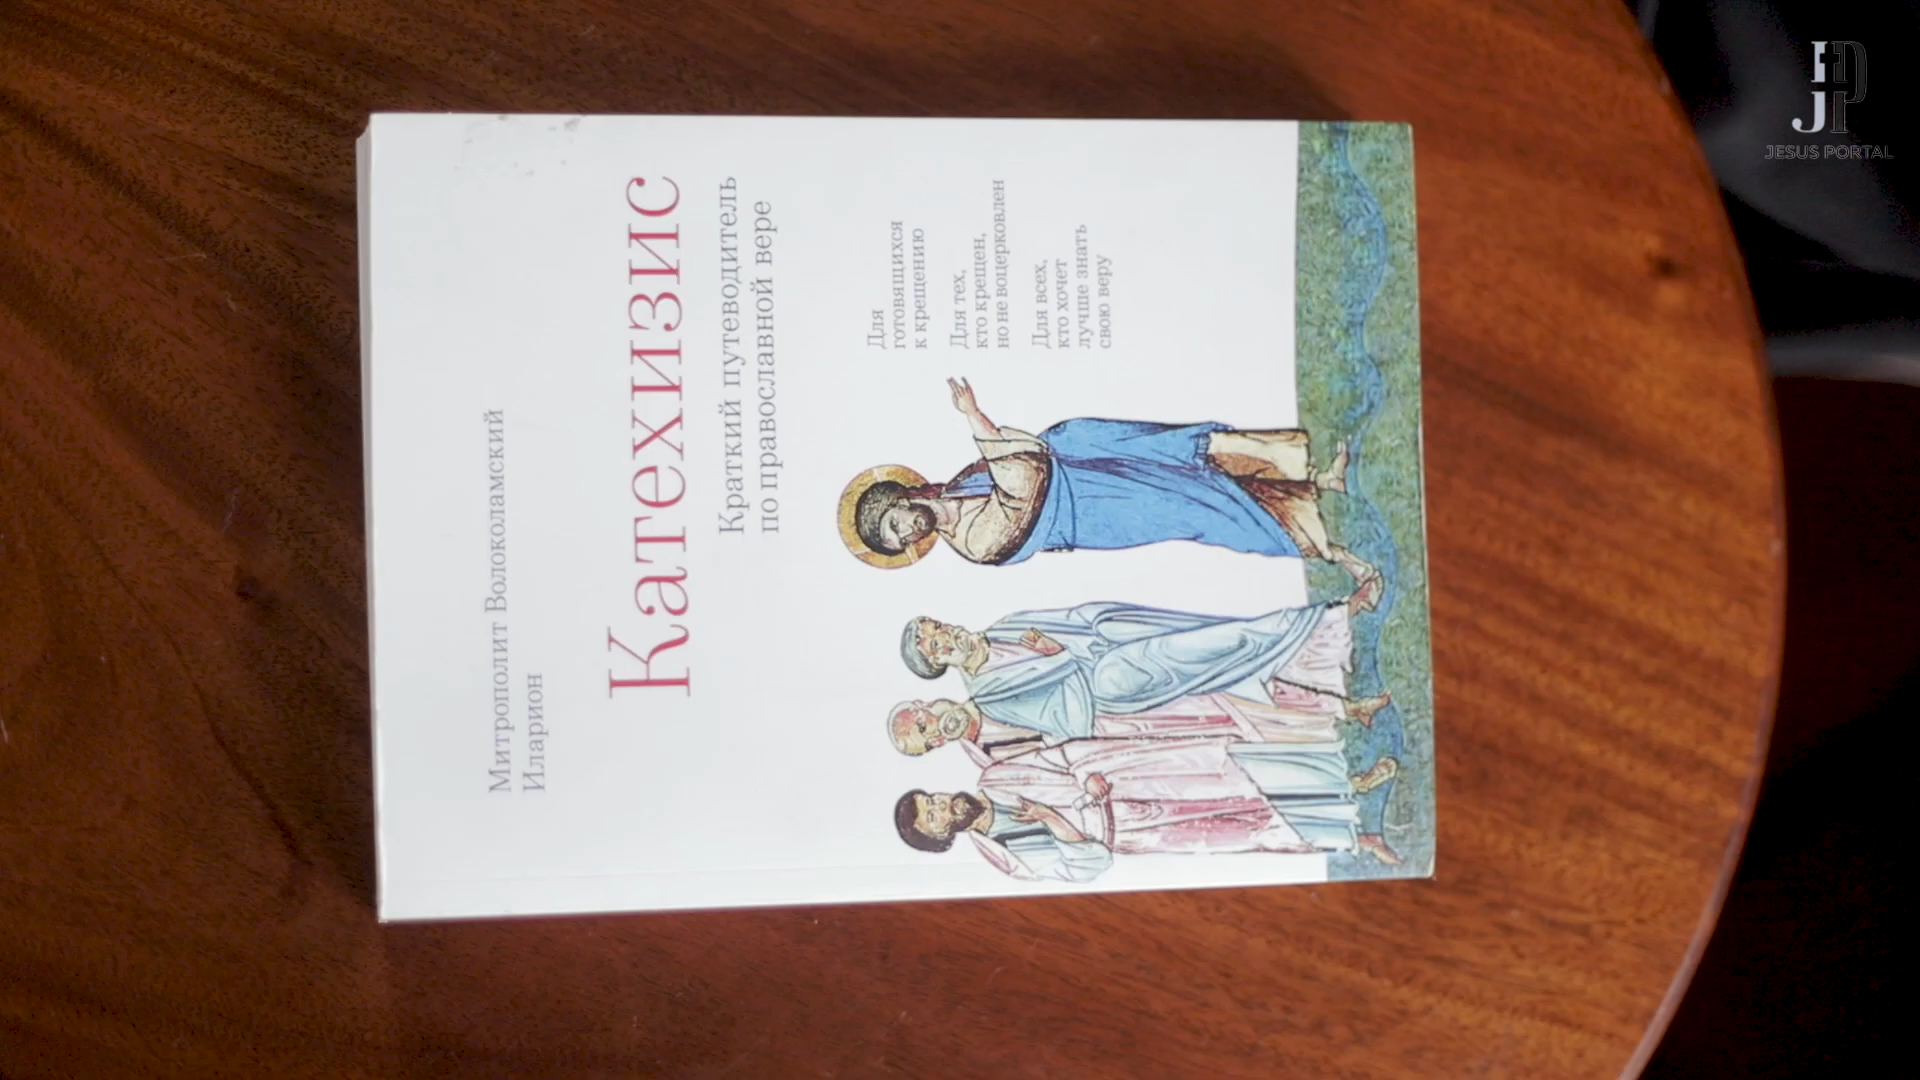 Митрополит Волоколамский
Иларион
Катехизис
Краткий путеводитель
по православной вере
Для
готовящихся
к крещению
Для тех,
кто крещен,
но не воцерковлен
Для всех,
кто хочет
лучше знать
свою веру
JP
JESUS PORTAL